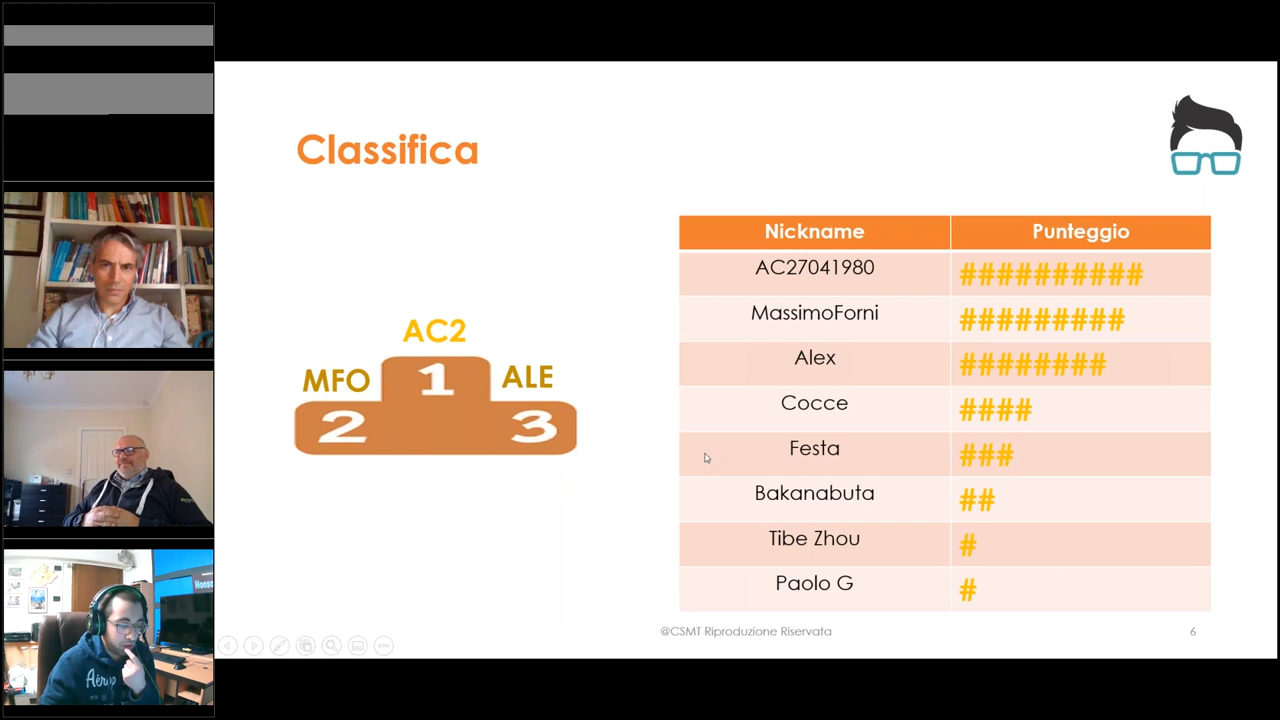 Classifica
AC2
MFO
ALE
1
2
3
Nickname Punteggio
AC27041980 ##########
MassimoForni #########
Alex ########
Cocce ####
Festa ###
Bakanabuta ##
Tibe Zhou #
Paolo G #
@CSMT Riproduzione Riservata
6